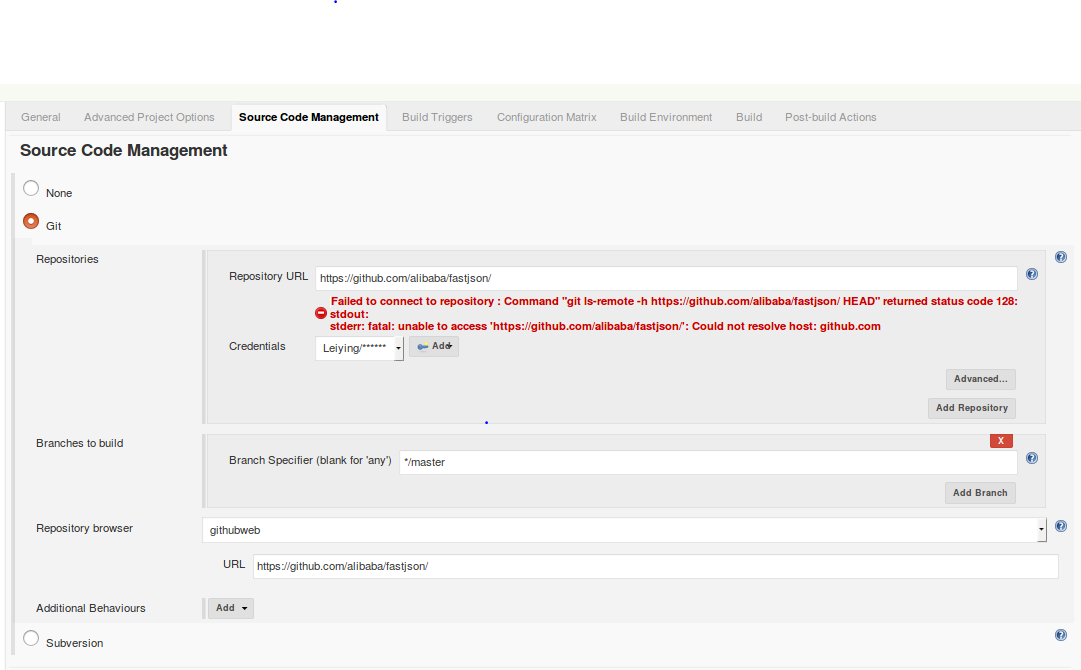 General Advanced Project Options Source Code Management Build Triggers Configuration Matrix Build Environment Build Post-build Actions
Source Code Management
None
Git
Repositories
Repository URL https://github.com/alibaba/fastjson/
Failed to connect to repository : Command "git ls-remote -h https://github.com/alibaba/fastjson/ HEAD" returned status code 128:
stdout:
stderr: fatal: unable to access 'https://github.com/alibaba/fastjson/': Could not resolve host: github.com
Credentials Leiying/****** Add
Advanced...
Add Repository
Branches to build
X
Branch Specifier (blank for 'any') */master
Add Branch
Repository browser githubweb
URL https://github.com/alibaba/fastjson/
Additional Behaviours Add
Subversion